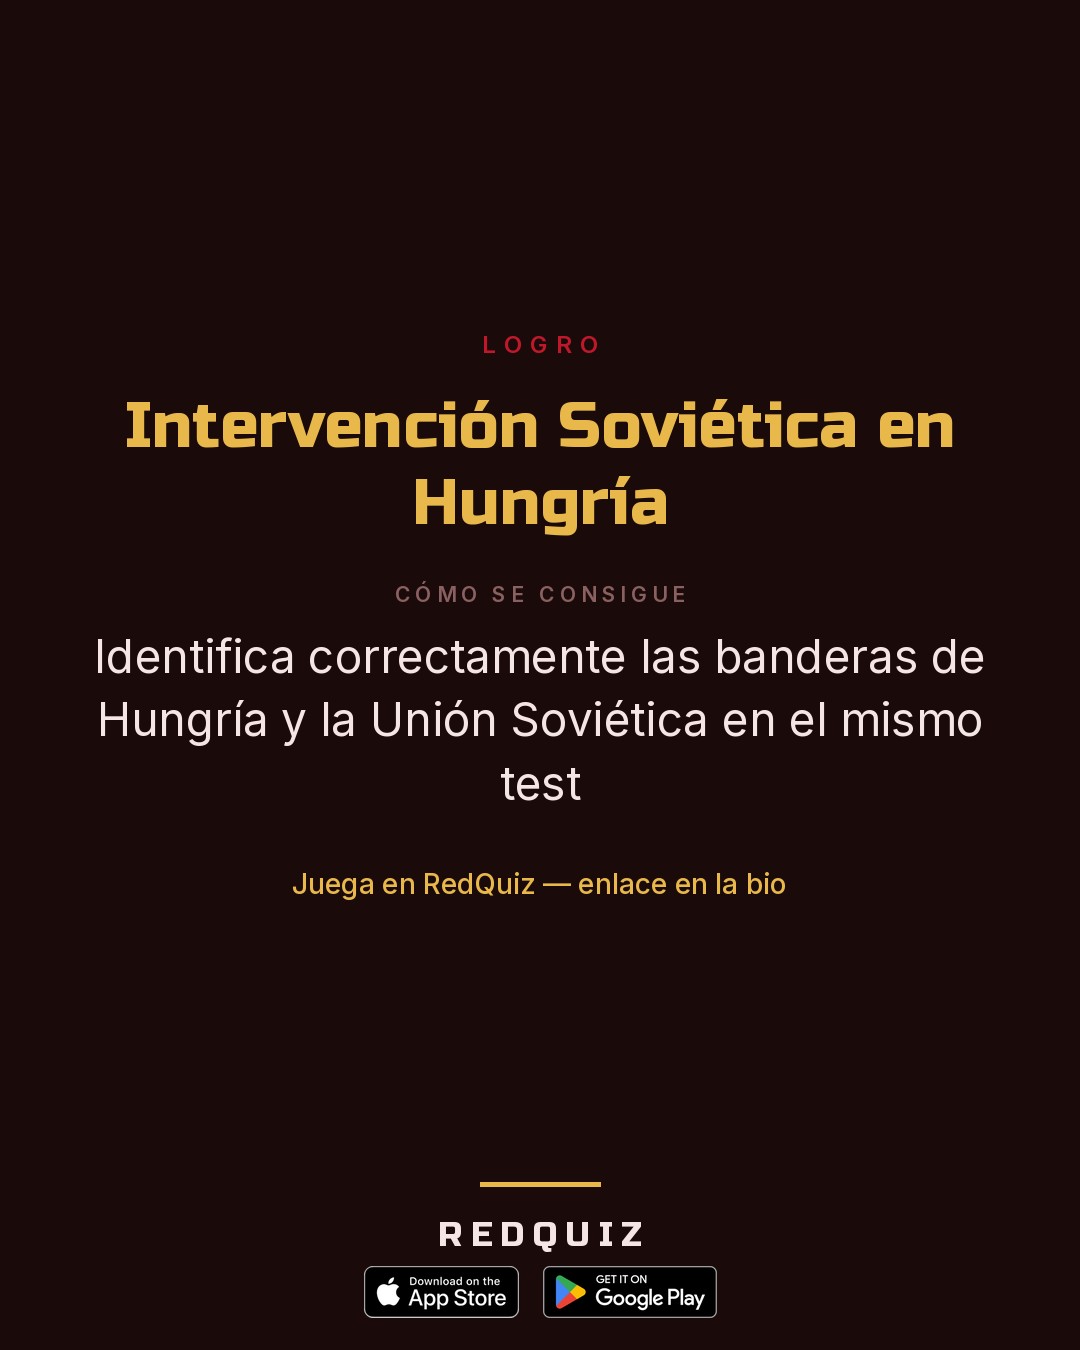 LOGRO
Intervención Soviética en
Hungría
CÓMO SE CONSIGUE
Identifica correctamente las banderas de
Hungría y la Unión Soviética en el mismo
test
Juega en RedQuiz — enlace en la bio
REDQUIZ
Download on the
App Store
GET IT ON
Google Play